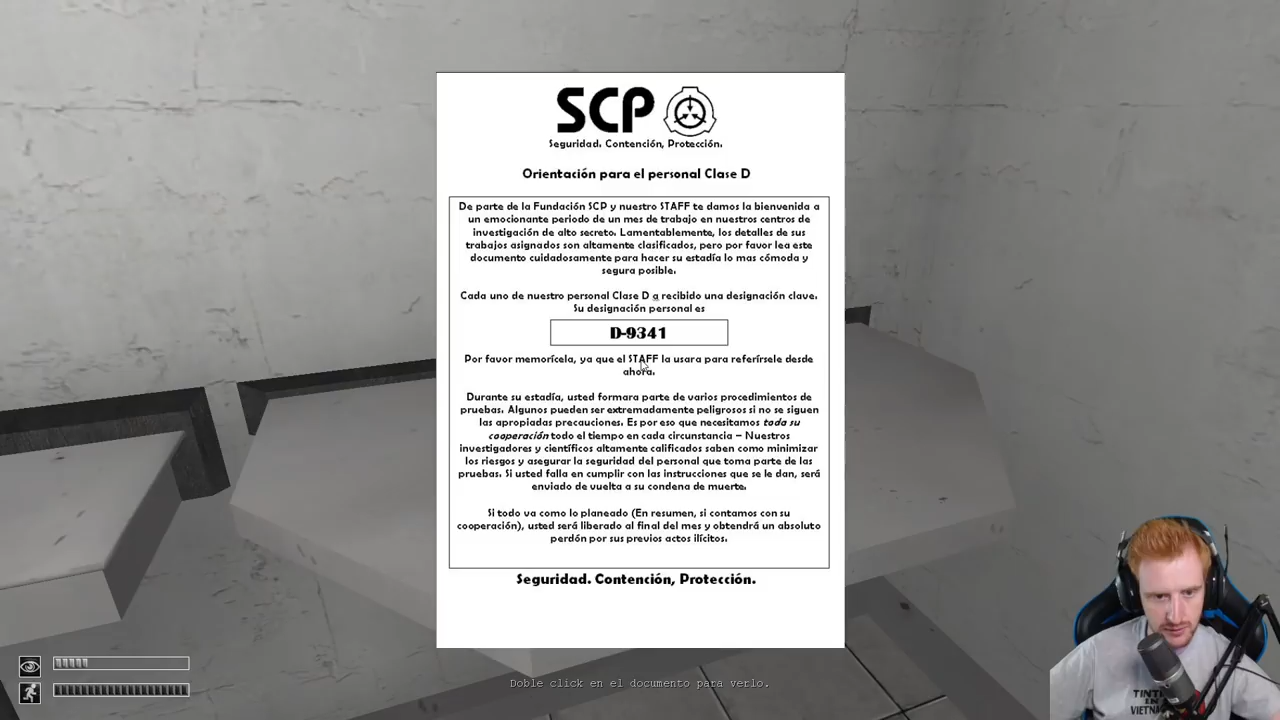 SCP
Seguridad. Contención, Protección.
Orientación para el personal Clase D
De parte de la Fundación SCP y nuestro STAFF te damos la bienvenida a
un emocionante periodo de un mes de trabajo en nuestros centros de
investigación de alto secreto. Lamentablemente, los detalles de sus
trabajos asignados son altamente clasificados, pero por favor lea este
documento cuidadosamente para hacer su estadía lo mas cómoda y
segura posible.
Cada uno de nuestro personal Clase D a recibido una designación clave.
Su designación personal es
D-9341
Por favor memorícela, ya que el STAFF la usara para referírsele desde
ahora.
Durante su estadía, usted formara parte de varios procedimientos de
pruebas. Algunos pueden ser extremadamente peligrosos si no se siguen
las apropiadas precauciones. Es por eso que necesitamos toda su
cooperación todo el tiempo en cada circunstancia – Nuestros
investigadores y científicos altamente calificados saben como minimizar
los riesgos y asegurar la seguridad del personal que toma parte de las
pruebas. Si usted falla en cumplir con las instrucciones que se le dan, será
enviado de vuelta a su condena de muerte.
Si todo va como lo planeado (En resumen, si contamos con su
cooperación), usted será liberado al final del mes y obtendrá un absoluto
perdón por sus previos actos ilícitos.
Seguridad. Contención, Protección.
Doble click en el documento para verlo.
VIETNA